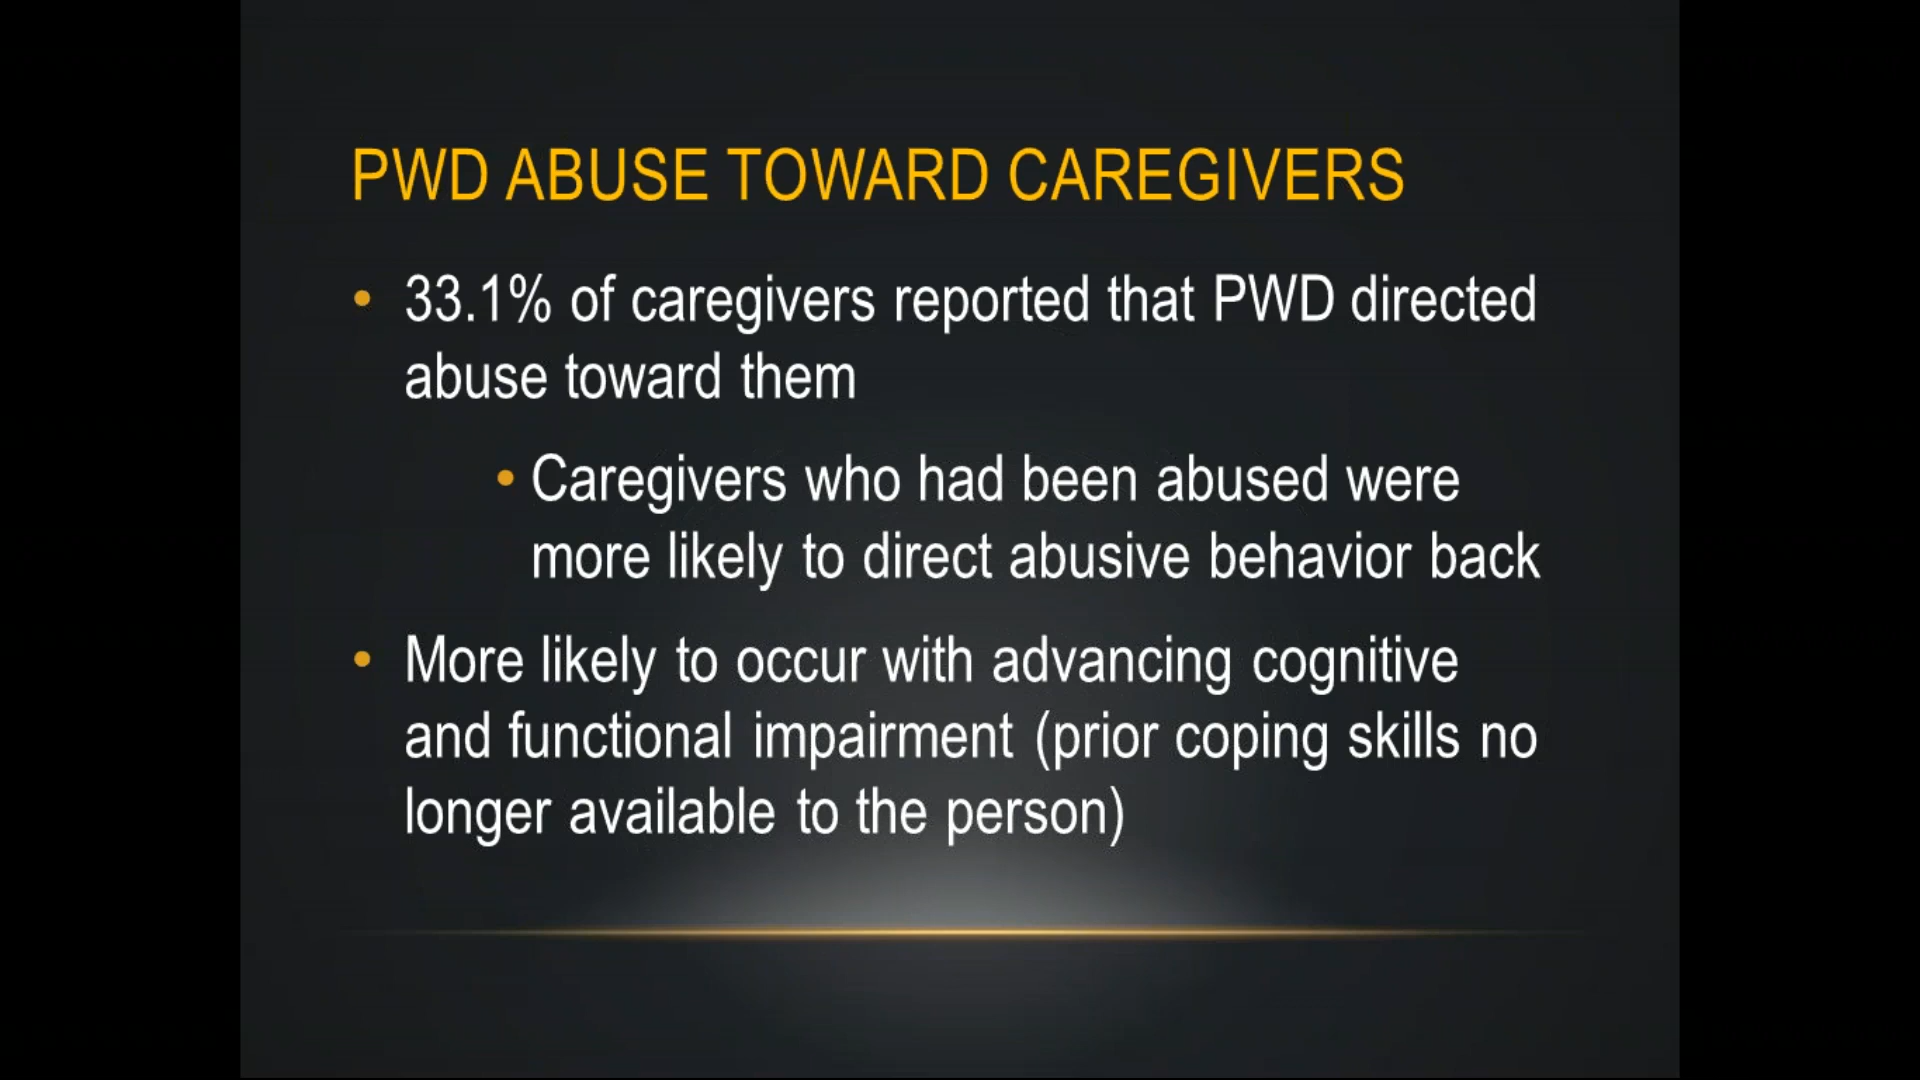 PWD ABUSE TOWARD CAREGIVERS
• 33.1% of caregivers reported that PWD directed
abuse toward them
• Caregivers who had been abused were
more likely to direct abusive behavior back
• More likely to occur with advancing cognitive
and functional impairment (prior coping skills no
longer available to the person)